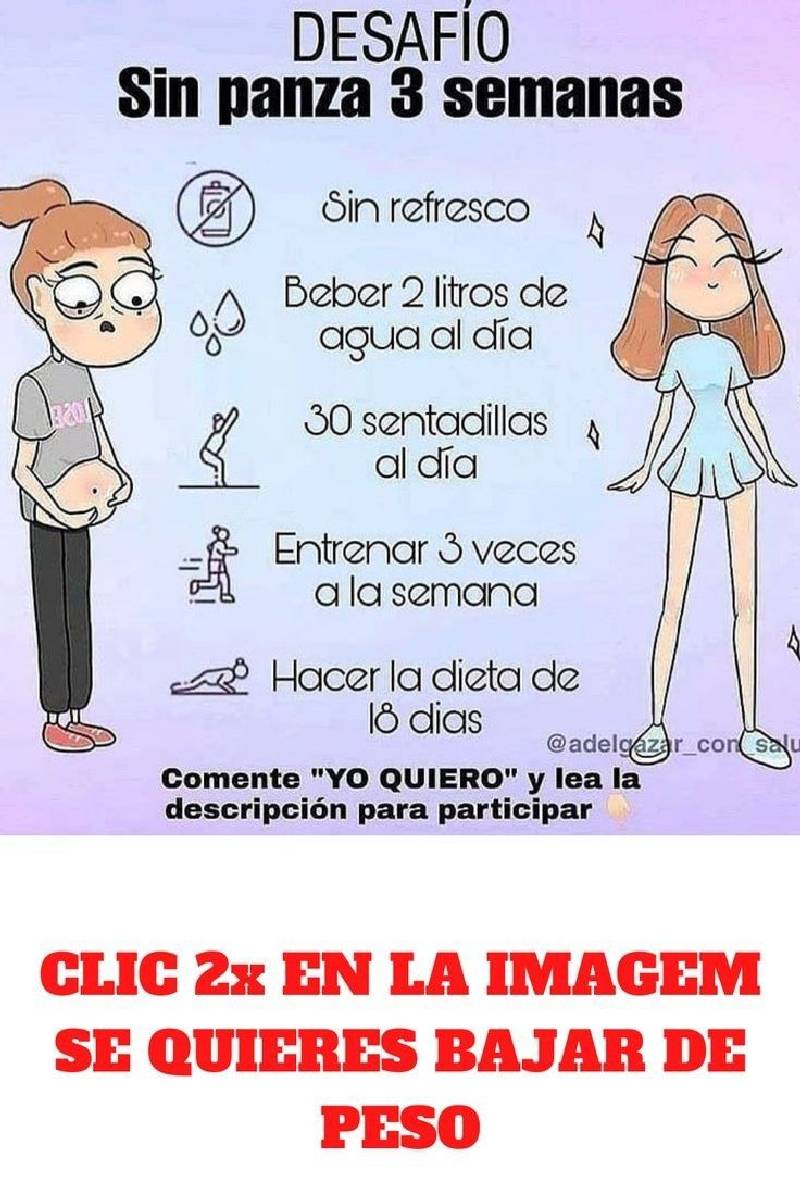 DESAFÍO
Sin panza 3 semanas
Sin refresco
Beber 2 litros de
agua al día
30 sentadillas
al día
Entrenar 3 veces
a la semana
Hacer la dieta de
18 dias
@adelgazar_con_salu
Comente "YO QUIERO" y lea la
descripción para participar
CLIC 2x EN LA IMAGEM
SE QUIERES BAJAR DE
PESO